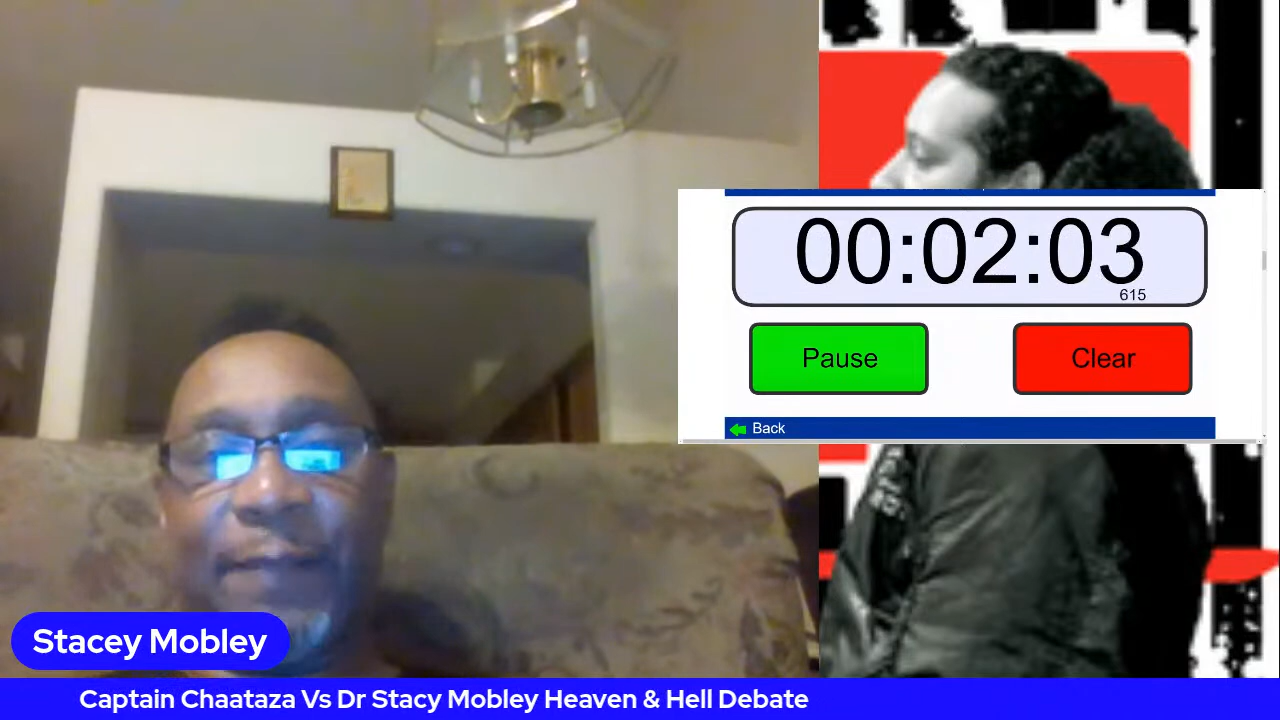 00:02:03
615
Pause
Clear
Back
Stacey Mobley
Captain Chaataza Vs Dr Stacy Mobley Heaven & Hell Debate